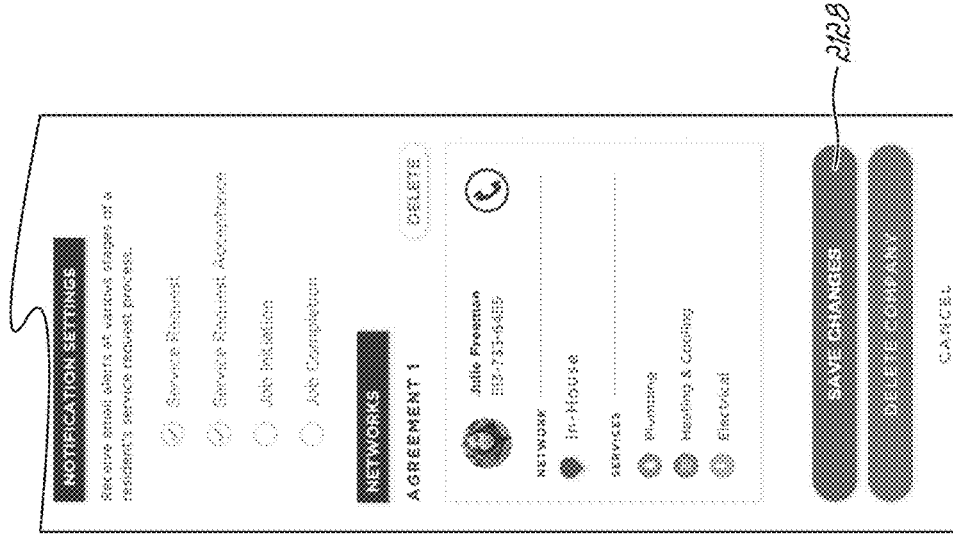 NOTIFICATION SETTINGS
Receive email alerts at various stages of a
resident's service request process.
Service Request
Service Request Acceptance
Job Initiation
Job Completion
NETWORKS
AGREEMENT 1
DELETE
Julie Freeman
NETWORK
In-House
SERVICES
Plumbing
Heating & Cooling
Electrical
SAVE CHANGES
2128
CANCEL